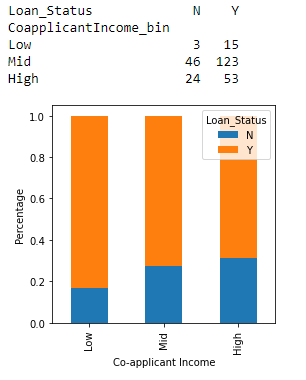 Loan_Status N Y
CoapplicantIncome_bin
Low 3 15
Mid 46 123
High 24 53
1.0
0.8
0.6
0.4
0.2
0.0
Percentage
Loan_Status
N
Y
Low
Mid
High
Co-applicant Income